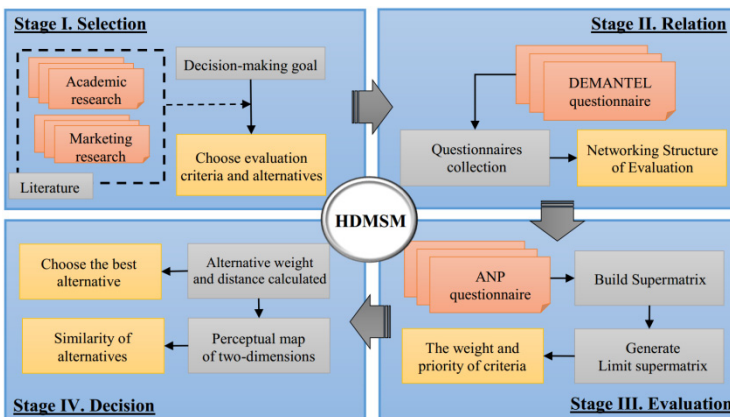 Stage I. Selection
Academic
research
Marketing
research
Literature
Decision-making goal
Choose evaluation
criteria and alternatives
Stage II. Relation
DEMANTEL
questionnaire
Questionnaires
collection
Networking Structure
of Evaluation
HDMSM
Choose the best
alternative
Alternative weight
and distance calculated
Similarity of
alternatives
Perceptual map
of two-dimensions
Stage IV. Decision
ANP
questionnaire
Build Supermatrix
The weight and
priority of criteria
Generate
Limit supermatrix
Stage III. Evaluation